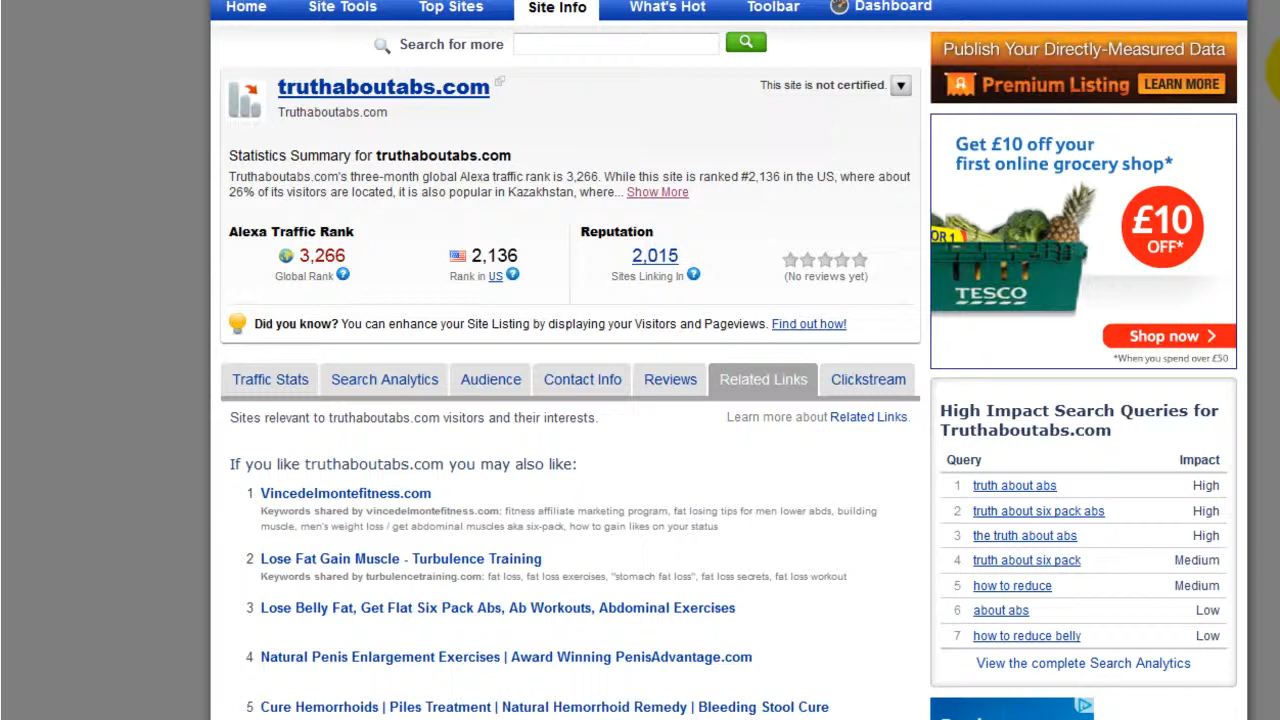 Home Site Tools Top Sites Site Info What's Hot Toolbar Dashboard
Search for more
truthaboutabs.com
Truthaboutabs.com
This site is not certified.
Statistics Summary for truthaboutabs.com
Truthaboutabs.com's three-month global Alexa traffic rank is 3,266. While this site is ranked #2,136 in the US, where about
26% of its visitors are located, it is also popular in Kazakhstan, where... Show More
Alexa Traffic Rank
Reputation
3,266 2,136 2,015
Global Rank ? Rank in US ? Sites Linking In ? (No reviews yet)
Did you know? You can enhance your Site Listing by displaying your Visitors and Pageviews. Find out how!
Traffic Stats Search Analytics Audience Contact Info Reviews Related Links Clickstream
Sites relevant to truthaboutabs.com visitors and their interests.
Learn more about Related Links.
If you like truthaboutabs.com you may also like:
1 Vincedelmontefitness.com
Keywords shared by vincedelmontefitness.com: fitness affiliate marketing program, fat losing tips for men lower abds, building
muscle, men's weight loss / get abdominal muscles aka six-pack, how to gain likes on your status
2 Lose Fat Gain Muscle - Turbulence Training
Keywords shared by turbulencetraining.com: fat loss, fat loss exercises, "stomach fat loss", fat loss secrets, fat loss workout
3 Lose Belly Fat, Get Flat Six Pack Abs, Ab Workouts, Abdominal Exercises
4 Natural Penis Enlargement Exercises | Award Winning PenisAdvantage.com
5 Cure Hemorrhoids | Piles Treatment | Natural Hemorrhoid Remedy | Bleeding Stool Cure
Publish Your Directly-Measured Data
Premium Listing LEARN MORE
Get £10 off your
first online grocery shop*
£10
OFF*
OR 1
TESCO
Shop now
*When you spend over £50
High Impact Search Queries for
Truthaboutabs.com
Query Impact
1 truth about abs High
2 truth about six pack abs High
3 the truth about abs High
4 truth about six pack Medium
5 how to reduce Medium
6 about abs Low
7 how to reduce belly Low
View the complete Search Analytics